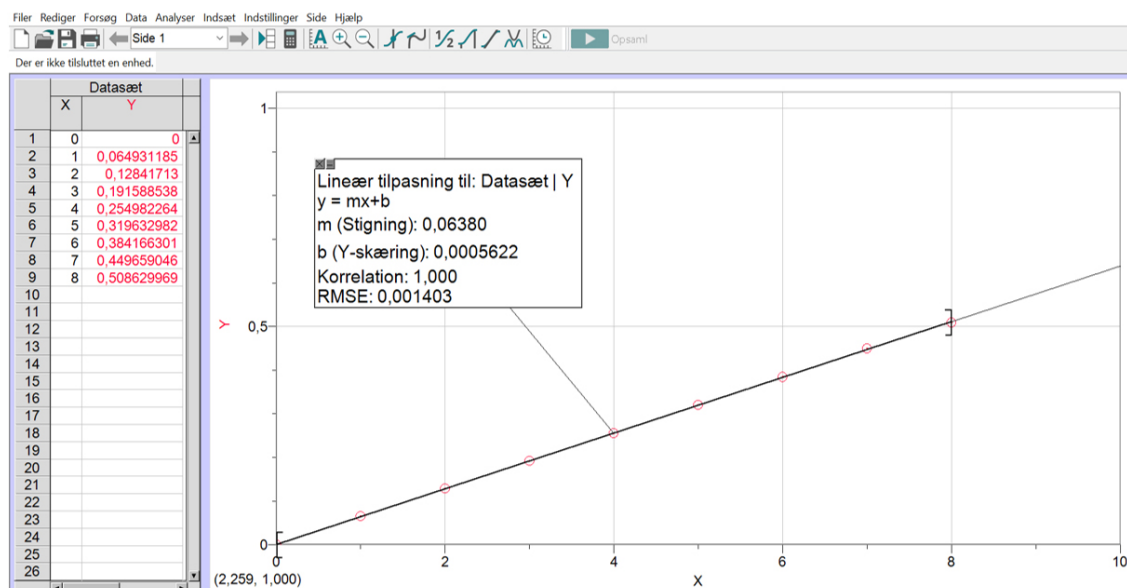 Filer Rediger Forsøg Data Analyser Indsæt Indstillinger Side Hjælp
Side 1
A
1/2
Opsaml
Der er ikke tilsluttet en enhed.
Datasæt
X Y
1 0 0
2 1 0,064931185
3 2 0,12841713
4 3 0,191588538
5 4 0,254982264
6 5 0,319632982
7 6 0,384166301
8 7 0,449659046
9 8 0,508629969
10
11
12
13
14
15
16
17
18
19
20
21
22
23
24
25
26
1
Lineær tilpasning til: Datasæt | Y
y = mx+b
m (Stigning): 0,06380
b (Y-skæring): 0,0005622
Korrelation: 1,000
RMSE: 0,001403
Y
0,5
0
0 2 4 6 8 10
(2,259, 1,000)
X